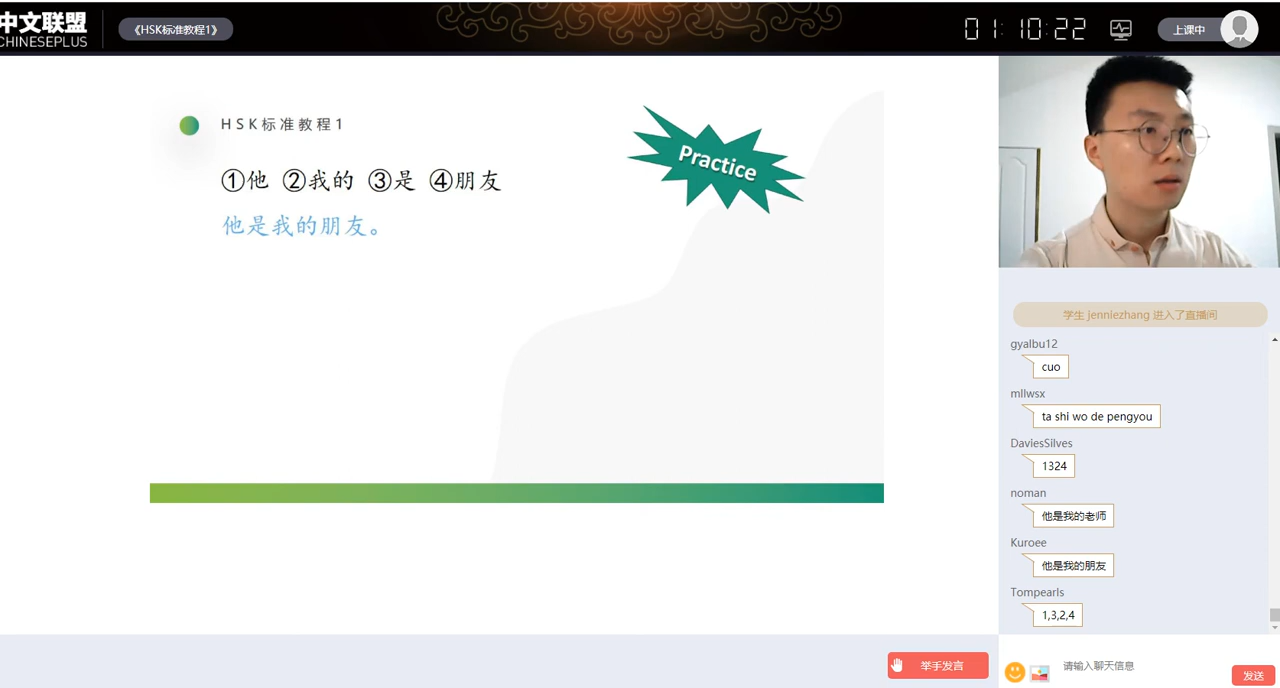 中文联盟
CHINESEPLUS
《HSK标准教程1》
01:10:22
上课中
HSK标准教程1
Practice
①他 ②我的 ③是 ④朋友
他是我的朋友。
学生 jenniezhang 进入了直播间
gyalbu12
cuo
mllwsx
ta shi wo de pengyou
DaviesSilves
1324
noman
他是我的老师
Kuroee
他是我的朋友
Tompearls
1,3,2,4
举手发言
请输入聊天信息
发送